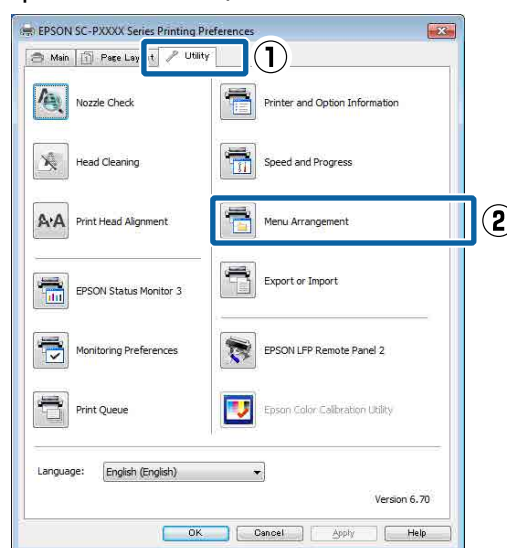 EPSON SC-PXXXX Series Printing Preferences
Main Page Lay t Utility
①
Nozzle Check
Printer and Option Information
Head Cleaning
Speed and Progress
Print Head Alignment
Menu Arrangement
②
EPSON Status Monitor 3
Export or Import
Monitoring Preferences
EPSON LFP Remote Panel 2
Print Queue
Epson Color Calibration Utility
Language: English (English)
Version 6.70
OK Cancel Apply Help